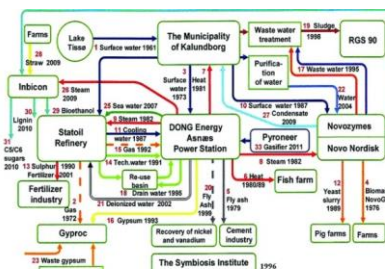 Farms
Lake
Tisse
The Municipality
of Kalundborg
Waste water
treatment
19 Sludge
1998
RGS 90
28
Straw 2009
1 Surface water 1961
3
Surface
water
1973
7
Heat
1981
17 Waste water 1995
Purification
of water
Inbicon
26 Steam
2009
30
Lignin
2010
29 Bioethanol
25 Sea water 2007
9 Steam 1982
11 Cooling
water 1987
15 Gas 1992
14 Tech.water 1991
10 Surface water 1987
27 Condensate 2009
22
Water
2004
Statoil
Refinery
DONG Energy
Asnæs
Power Station
Pyroneer
33 Gasifier 2011
Novozymes
Novo Nordisk
8 Steam 1982
31
C5/C6
sugars
2010
13 Sulphur 1990
Fertilizer 2001
Re-use
basin
18 Drain water 1995
21 Deionized water 2002
6 Heat
1980/89
Fish farm
Fertilizer
industry
2
Gas
1972
16 Gypsum 1993
20
Fly
Ash
1999
5
Fly ash 1979
12
Yeast
slurry
1989
4
Biomass
NovoG
1976
Gyproc
Recovery of nickel
and vanadium
Cement
industry
Pig farms
Farms
23 Waste gypsum
The Symbiosis Institute 1996